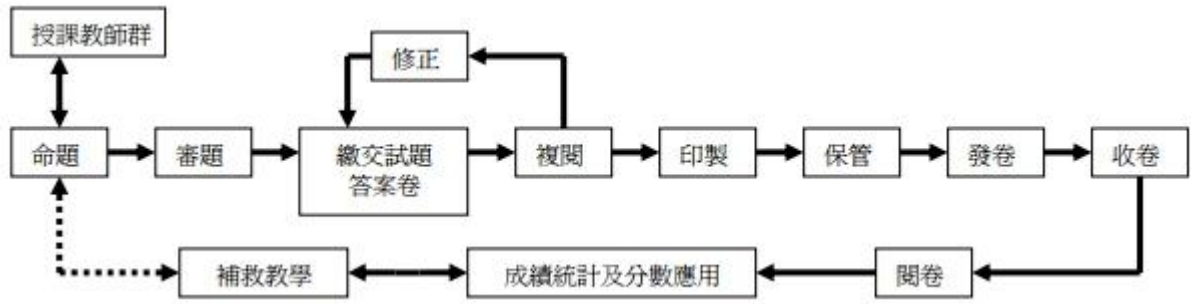 授課教師群
修正
命題
審題
繳交試題
答案卷
複閱
印製
保管
發卷
收卷
補救教學
成績統計及分數應用
閱卷